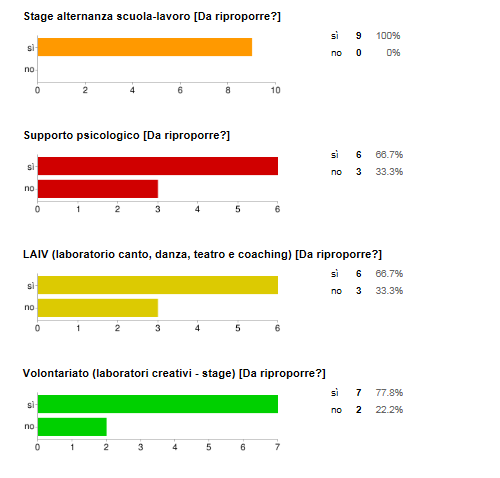 Stage alternanza scuola-lavoro [Da riproporre?]
sì 9 100%
no 0 0%
sì
no
0 2 4 6 8 10
Supporto psicologico [Da riproporre?]
sì 6 66.7%
no 3 33.3%
sì
no
0 1 2 3 4 5 6
LAIV (laboratorio canto, danza, teatro e coaching) [Da riproporre?]
sì 6 66.7%
no 3 33.3%
sì
no
0 1 2 3 4 5 6
Volontariato (laboratori creativi - stage) [Da riproporre?]
sì 7 77.8%
no 2 22.2%
sì
no
0 1 2 3 4 5 6 7